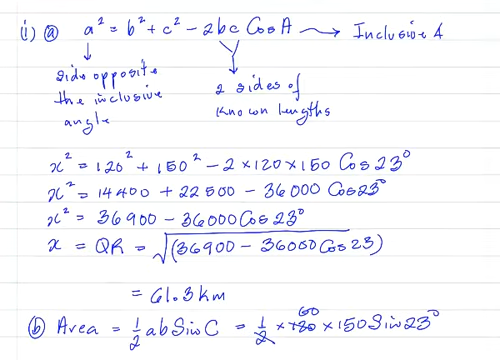 (i) (a) a² = b² + c² - 2bc Cos A → Inclusive A
side opposite the inclusive angle
2 sides of known lengths
x² = 120² + 150² - 2 × 120 × 150 Cos 23°
x² = 14400 + 22500 - 36000 Cos 23°
x² = 36900 - 36000 Cos 23°
x = QR = √(36900 - 36000 Cos 23)
= 61.3 km
(b) Area = ½ ab Sin C = ½ × 120 60 × 150 Sin 23°